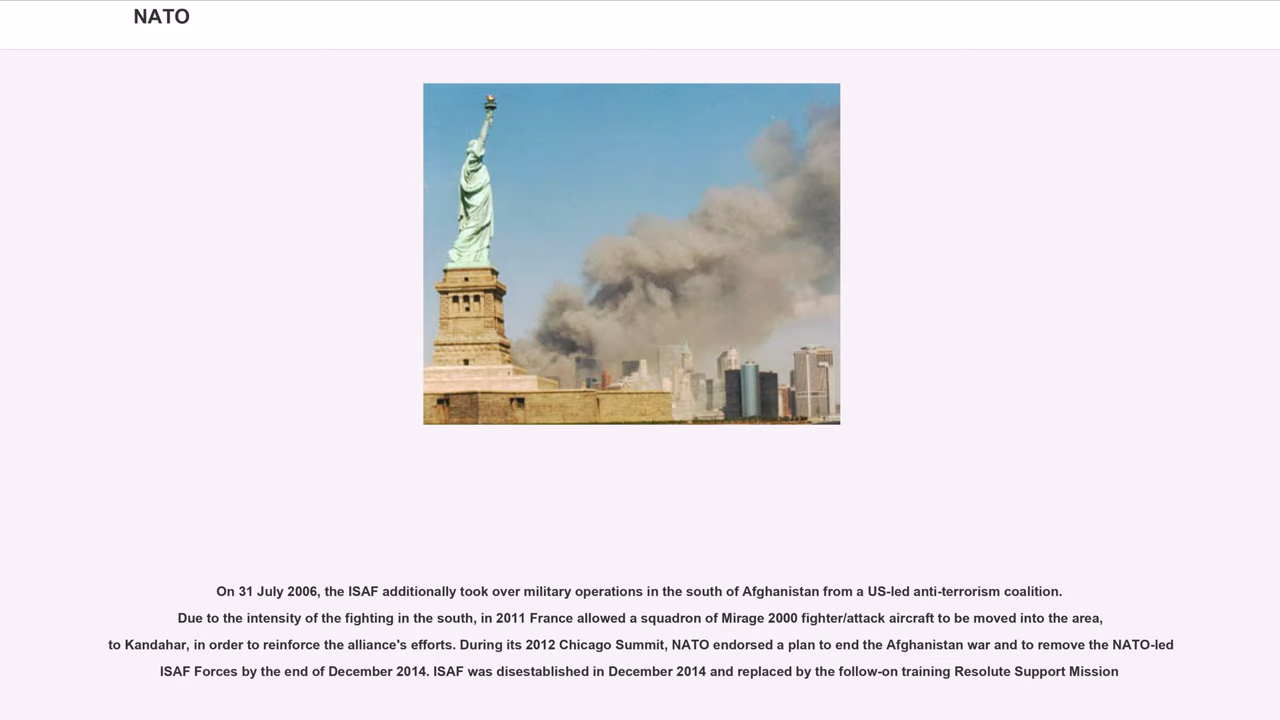 NATO
On 31 July 2006, the ISAF additionally took over military operations in the south of Afghanistan from a US-led anti-terrorism coalition.
Due to the intensity of the fighting in the south, in 2011 France allowed a squadron of Mirage 2000 fighter/attack aircraft to be moved into the area,
to Kandahar, in order to reinforce the alliance's efforts. During its 2012 Chicago Summit, NATO endorsed a plan to end the Afghanistan war and to remove the NATO-led
ISAF Forces by the end of December 2014. ISAF was disestablished in December 2014 and replaced by the follow-on training Resolute Support Mission